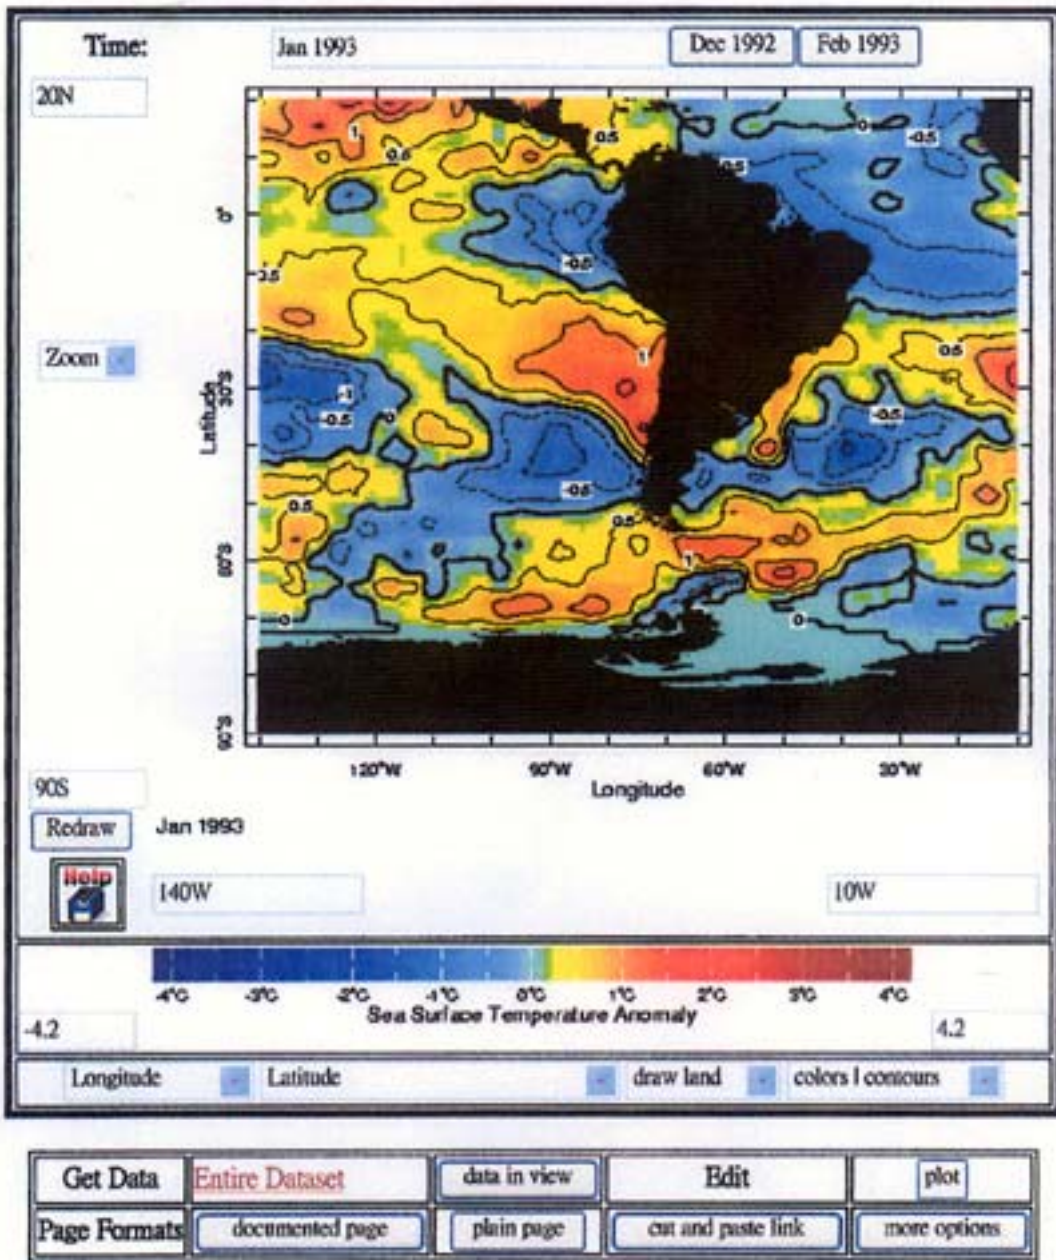 Time: Jan 1993 Dec 1992 Feb 1993
20N
1 0.5 0 -0.5
0.5 0.5
0°
-0.5
0.5
Zoom
1 0.5
30°S
-1
-0.5 0 -0.5
Latitude
-0.5
0.5 0.5
60°S
1
0 0
90°S
120°W 90°W 60°W 30°W
Longitude
90S
Redraw Jan 1993
Help
140W 10W
-4°C -3°C -2°C -1°C 0°C 1°C 2°C 3°C 4°C
Sea Surface Temperature Anomaly
-4.2 4.2
Longitude Latitude draw land colors | contours
Get Data Entire Dataset data in view Edit plot
Page Formats documented page plain page cut and paste link more options